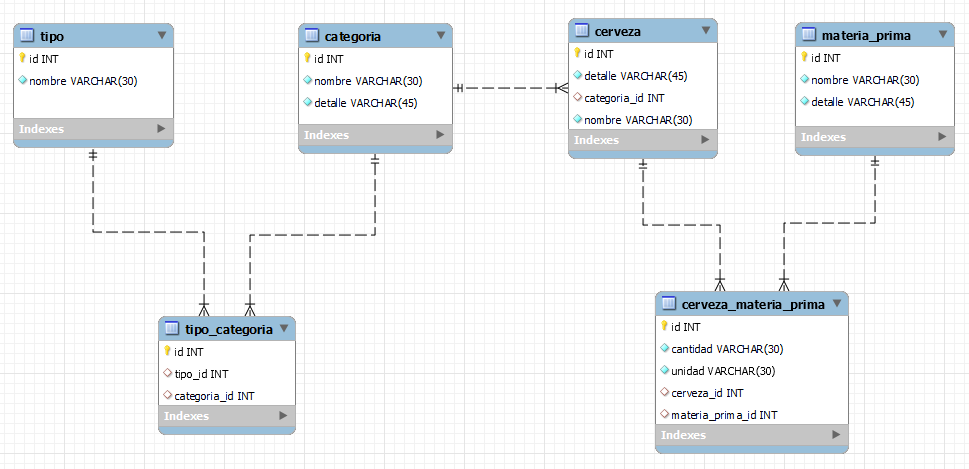 tipo
id INT
nombre VARCHAR(30)
Indexes
categoria
id INT
nombre VARCHAR(30)
detalle VARCHAR(45)
Indexes
cerveza
id INT
detalle VARCHAR(45)
categoria_id INT
nombre VARCHAR(30)
Indexes
materia_prima
id INT
nombre VARCHAR(30)
detalle VARCHAR(45)
Indexes
tipo_categoria
id INT
tipo_id INT
categoria_id INT
Indexes
cerveza_materia_prima
id INT
cantidad VARCHAR(30)
unidad VARCHAR(30)
cerveza_id INT
materia_prima_id INT
Indexes